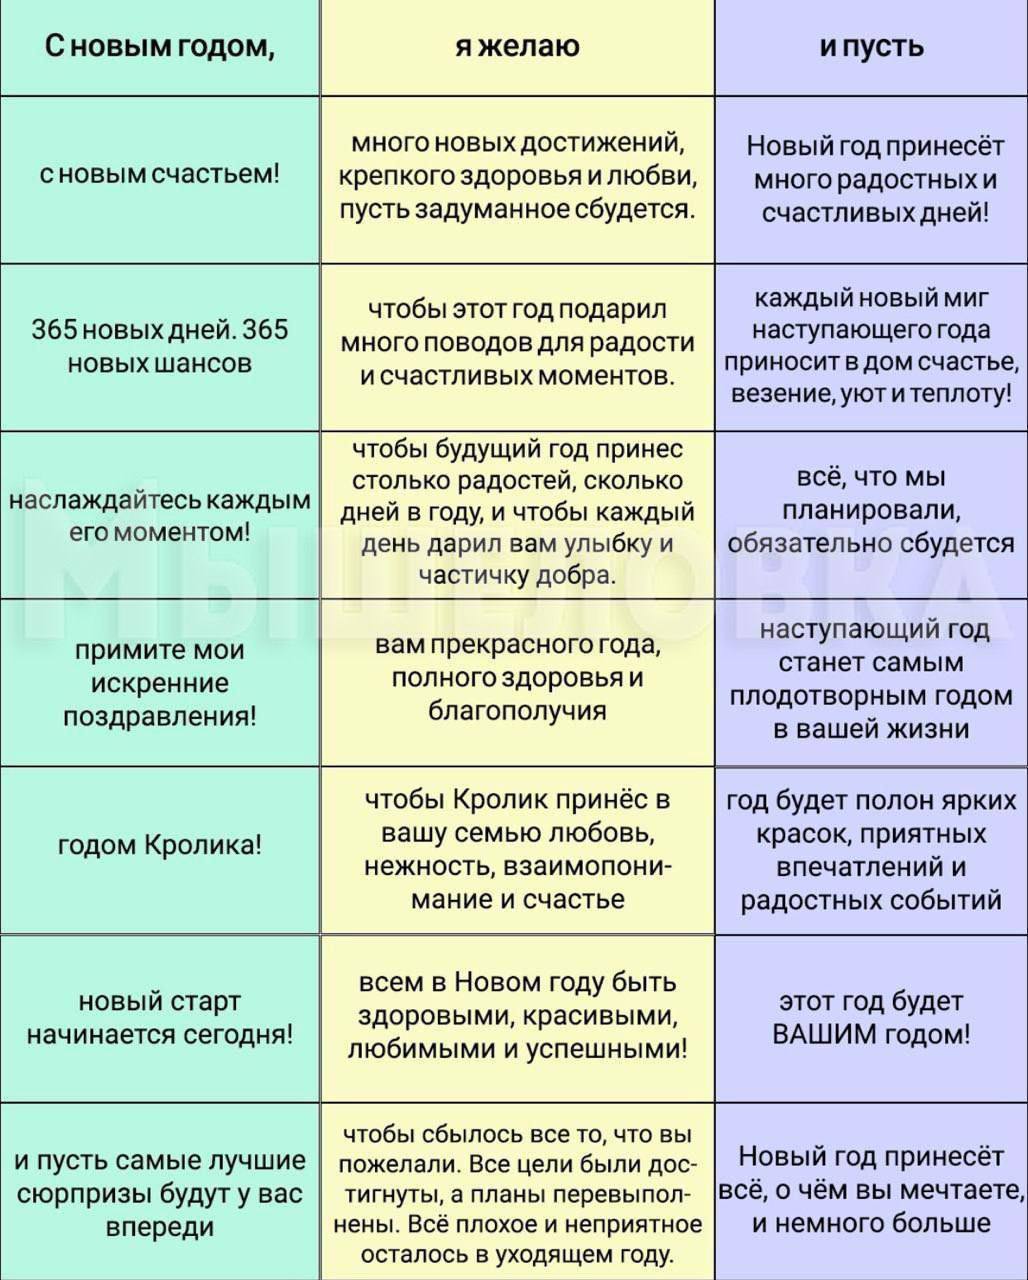 С новым годом,
я желаю
и пусть
с новым счастьем!
много новых достижений,
крепкого здоровья и любви,
пусть задуманное сбудется.
Новый год принесёт
много радостных и
счастливых дней!
365 новых дней. 365
новых шансов
чтобы этот год подарил
много поводов для радости
и счастливых моментов.
каждый новый миг
наступающего года
приносит в дом счастье,
везение, уют и теплоту!
наслаждайтесь каждым
его моментом!
чтобы будущий год принес
столько радостей, сколько
дней в году, и чтобы каждый
день дарил вам улыбку и
частичку добра.
всё, что мы
планировали,
обязательно сбудется
Мышеловка
примите мои
искренние
поздравления!
вам прекрасного года,
полного здоровья и
благополучия
наступающий год
станет самым
плодотворным годом
в вашей жизни
годом Кролика!
чтобы Кролик принёс в
вашу семью любовь,
нежность, взаимопони-
мание и счастье
год будет полон ярких
красок, приятных
впечатлений и
радостных событий
новый старт
начинается сегодня!
всем в Новом году быть
здоровыми, красивыми,
любимыми и успешными!
этот год будет
ВАШИМ годом!
и пусть самые лучшие
сюрпризы будут у вас
впереди
чтобы сбылось все то, что вы
пожелали. Все цели были дос-
тигнуты, а планы перевыпол-
нены. Всё плохое и неприятное
осталось в уходящем году.
Новый год принесёт
всё, о чём вы мечтаете,
и немного больше